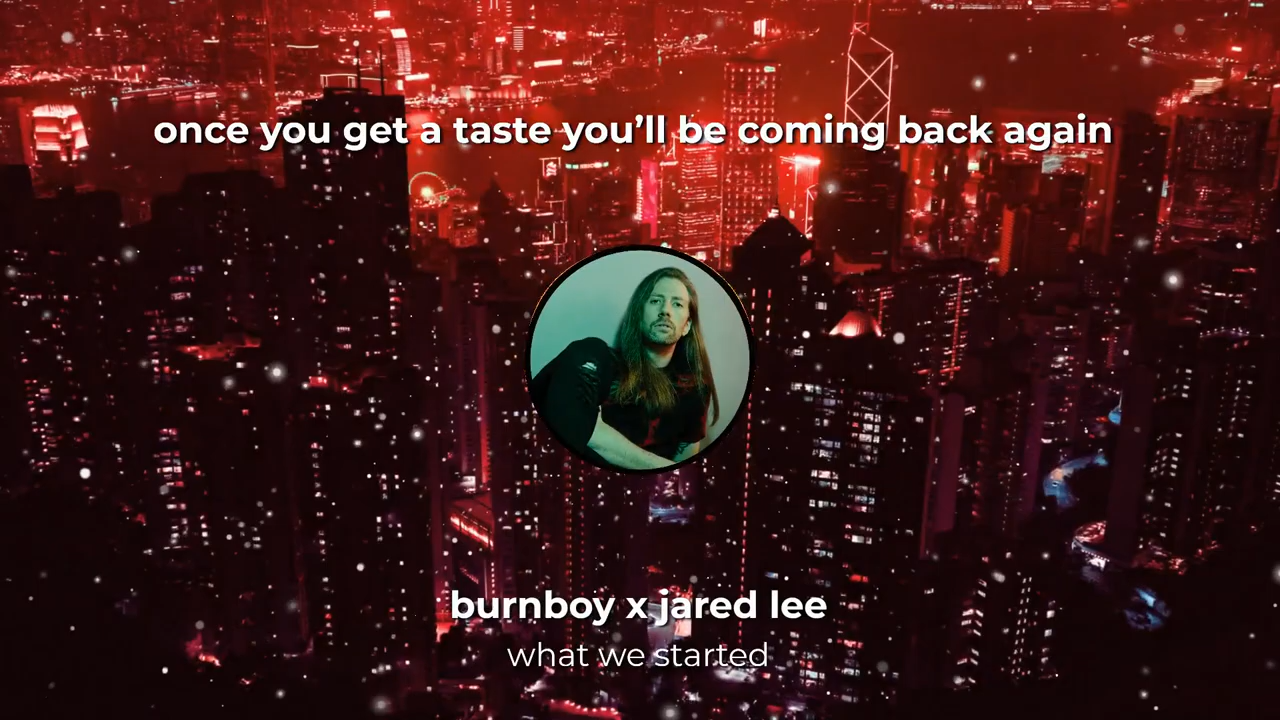 once you get a taste you’ll be coming back again
burnboy x jared lee
what we started